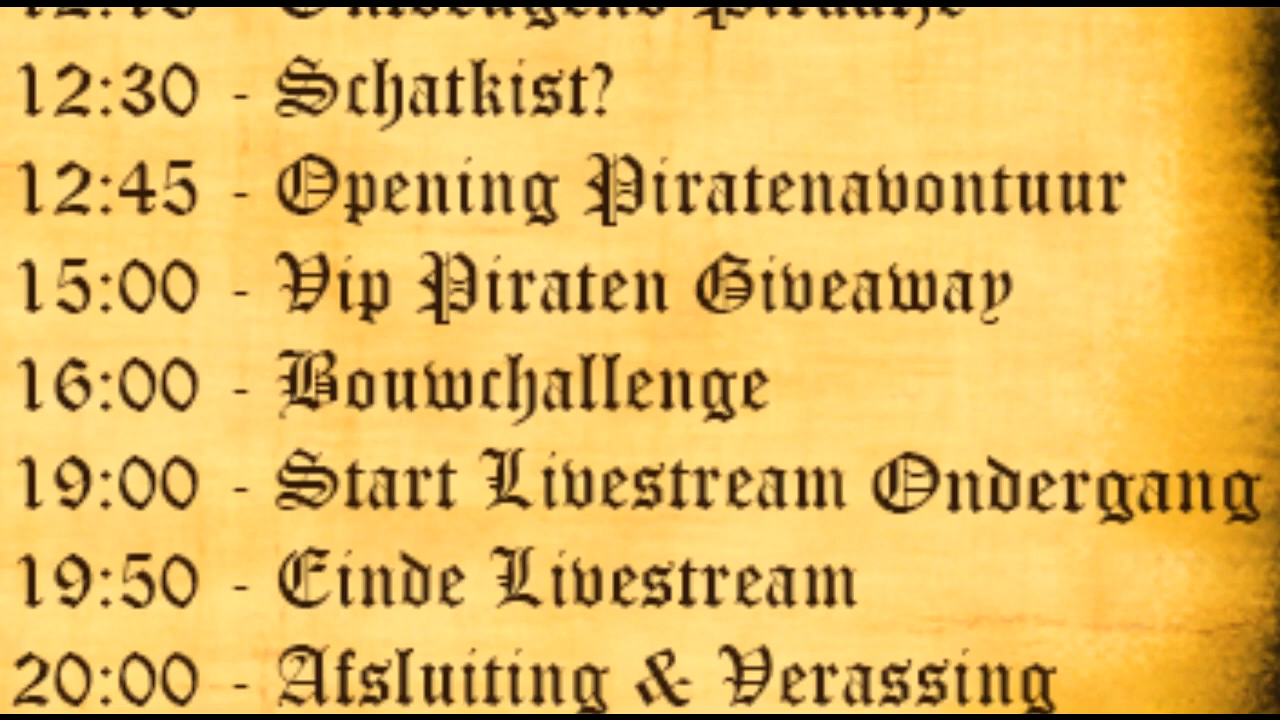 12:30 - Schatkist?
12:45 - Opening Piratenavontuur
15:00 - Vip Piraten Giveaway
16:00 - Bouwchallenge
19:00 - Start Livestream Ondergang
19:50 - Einde Livestream
20:00 - Afsluiting & Verassing